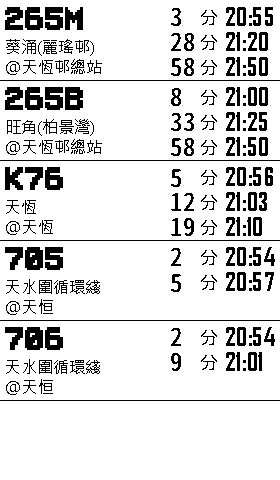 265M 3 分 20:55
葵涌(麗瑤邨) 28 分 21:20
@天恆邨總站 58 分 21:50
265B 8 分 21:00
旺角(柏景灣) 33 分 21:25
@天恆邨總站 58 分 21:50
K76 5 分 20:56
天恆 12 分 21:03
@天恆 19 分 21:10
705 2 分 20:54
天水圍循環綫 5 分 20:57
@天恒
706 2 分 20:54
天水圍循環綫 9 分 21:01
@天恒